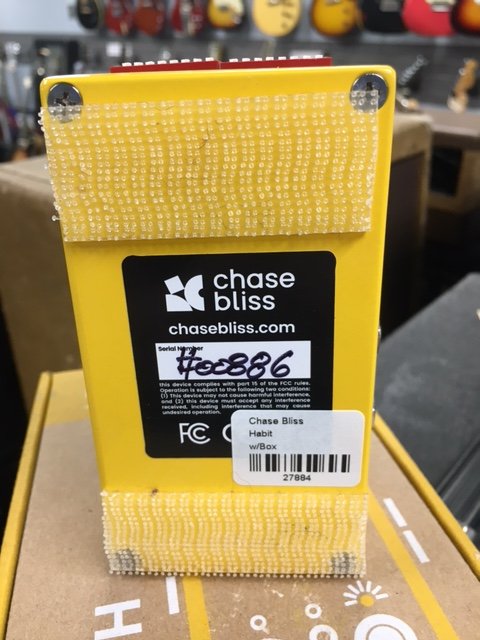 chase
bliss
chasebliss.com
Serial Number
H00886
this device complies with part 15 of the FCC rules.
Operation is subject to the following two conditions:
(1) This device may not cause harmful interference,
and (2) this device must accept any interference
received, including interference that may cause
undesired operation.
FC
Chase Bliss
Habit
w/Box
27884
H